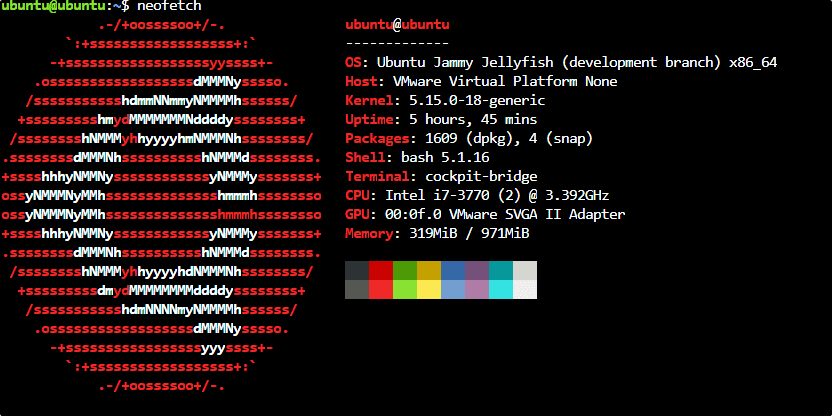 ubuntu@ubuntu:~$ neofetch
            .-/+oossssoo+/-.               ubuntu@ubuntu
        `:+ssssssssssssssssss+:`           -------------
      -+ssssssssssssssssssyyssss+-         OS: Ubuntu Jammy Jellyfish (development branch) x86_64
    .ossssssssssssssssssdMMMNysssso.       Host: VMware Virtual Platform None
   /ssssssssssshdmmNNmmyNMMMMhssssss/      Kernel: 5.15.0-18-generic
  +ssssssssshmydMMMMMMMNddddyssssssss+     Uptime: 5 hours, 45 mins
 /sssssssshNMMMyhhyyyyhmNMMMNhssssssss/    Packages: 1609 (dpkg), 4 (snap)
.ssssssssdMMMNhsssssssssshNMMMdssssssss.   Shell: bash 5.1.16
+sssshhhyNMMNyssssssssssssyNMMMysssssss+   Terminal: cockpit-bridge
ossyNMMMNyMMhsssssssssssssshmmmhssssssso   CPU: Intel i7-3770 (2) @ 3.392GHz
ossyNMMMNyMMhsssssssssssssshmmmhssssssso   GPU: 00:0f.0 VMware SVGA II Adapter
+sssshhhyNMMNyssssssssssssyNMMMysssssss+   Memory: 319MiB / 971MiB
.ssssssssdMMMNhsssssssssshNMMMdssssssss.
 /sssssssshNMMMyhhyyyyhdNMMMNhssssssss/
  +sssssssssdmydMMMMMMMMddddyssssssss+
   /ssssssssssshdmNNNNmyNMMMMhssssss/
    .ossssssssssssssssssdMMMNysssso.
      -+sssssssssssssssssyyyssss+-
        `:+ssssssssssssssssss+:`
            .-/+oossssoo+/-.